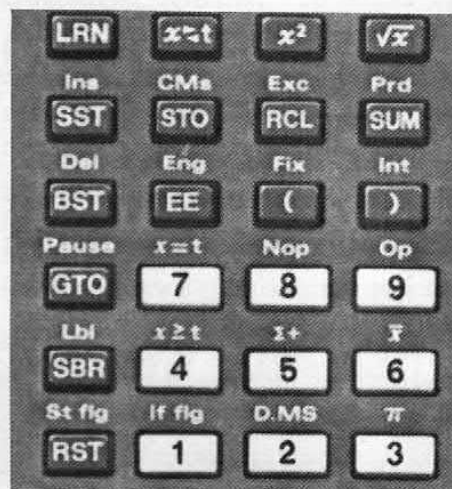 LRN x⇄t x² √x
Ins CMs Exc Prd
SST STO RCL SUM
Del Eng Fix Int
BST EE ( )
Pause x=t Nop Op
GTO 7 8 9
Lbl x≥t Σ+ x̄
SBR 4 5 6
St flg If flg D.MS π
RST 1 2 3